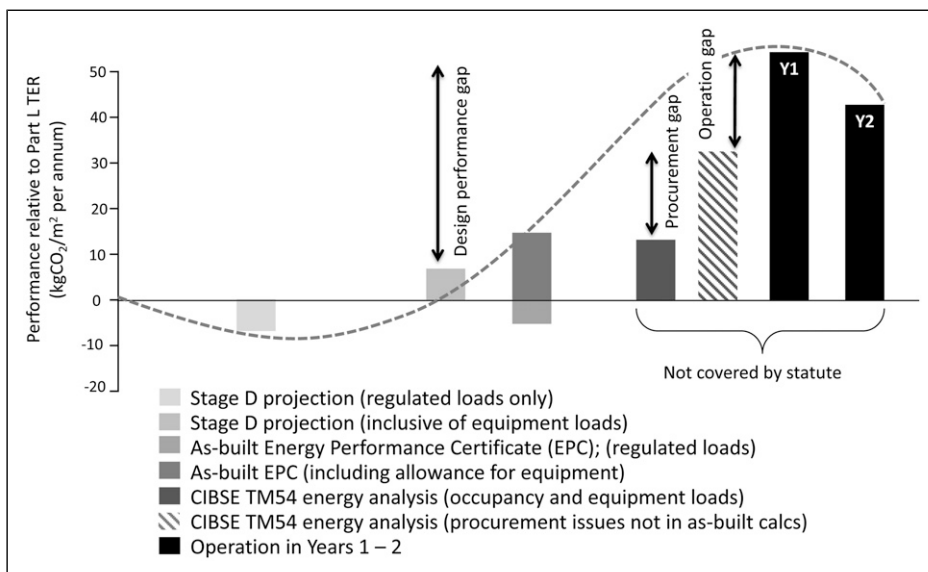 Performance relative to Part L TER
(kgCO₂/m² per annum)
50
40
30
20
10
0
-10
-20
Design performance gap
Procurement gap
Operation gap
Y1
Y2
Not covered by statute
Stage D projection (regulated loads only)
Stage D projection (inclusive of equipment loads)
As-built Energy Performance Certificate (EPC); (regulated loads)
As-built EPC (including allowance for equipment)
CIBSE TM54 energy analysis (occupancy and equipment loads)
CIBSE TM54 energy analysis (procurement issues not in as-built calcs)
Operation in Years 1 – 2